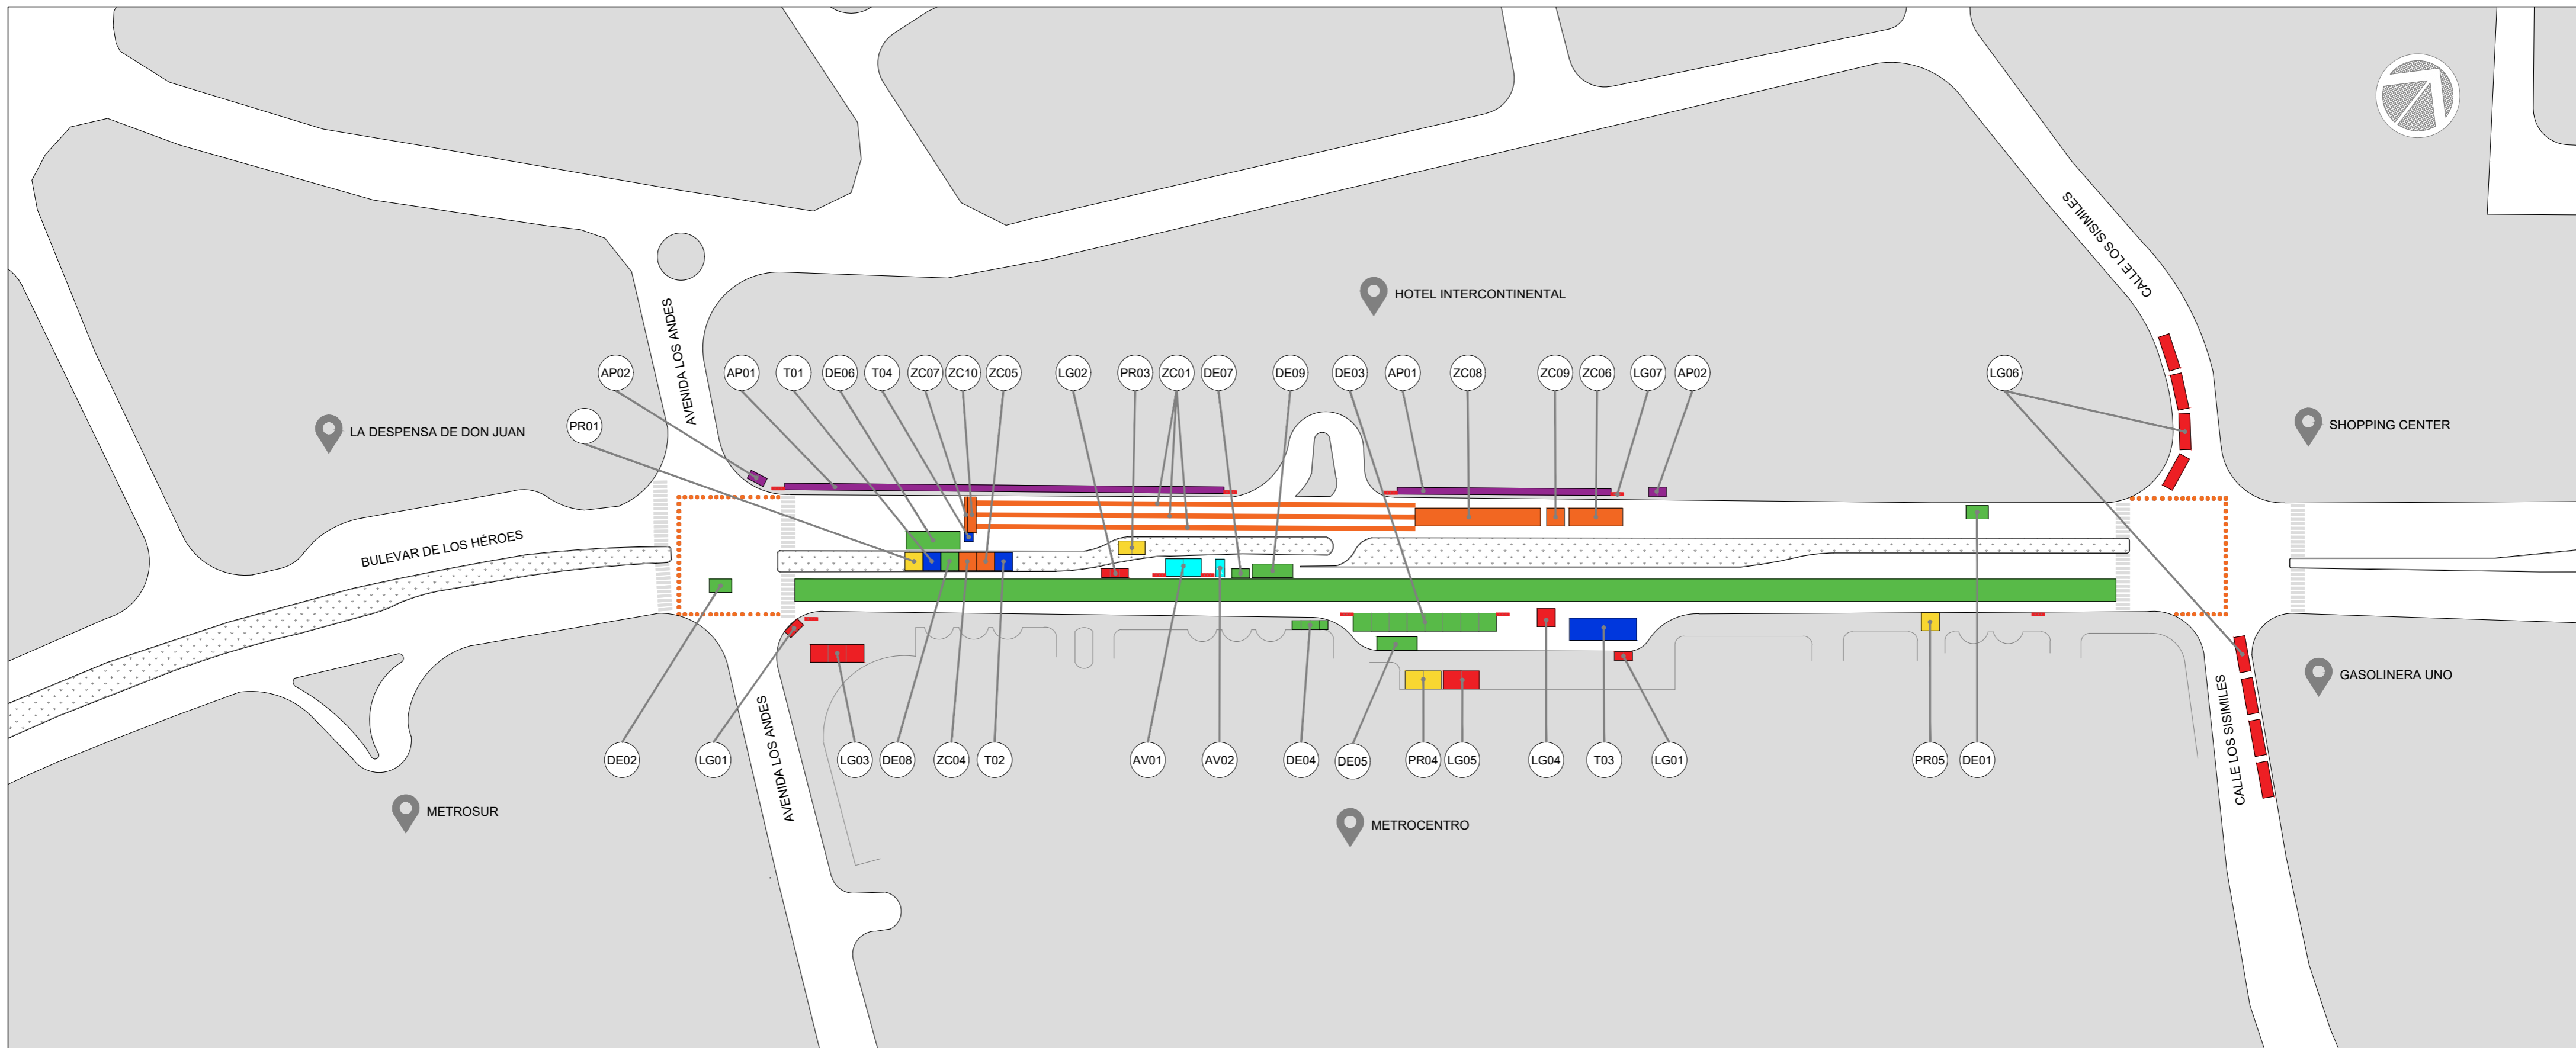 CALLE LOS SISIMILES
HOTEL INTERCONTINENTAL
AVENIDA LOS ANDES
AP02
AP01
T01
DE06
T04
ZC07
ZC10
ZC05
LG02
PR03
ZC01
DE07
DE09
DE03
AP01
ZC08
ZC09
ZC06
LG07
AP02
LG06
PR01
LA DESPENSA DE DON JUAN
SHOPPING CENTER
BULEVAR DE LOS HÉROES
GASOLINERA UNO
AVENIDA LOS ANDES
CALLE LOS SISIMILES
DE02
LG01
LG03
DE08
ZC04
T02
AV01
AV02
DE04
DE05
PR04
LG05
LG04
T03
LG01
PR05
DE01
METROSUR
METROCENTRO